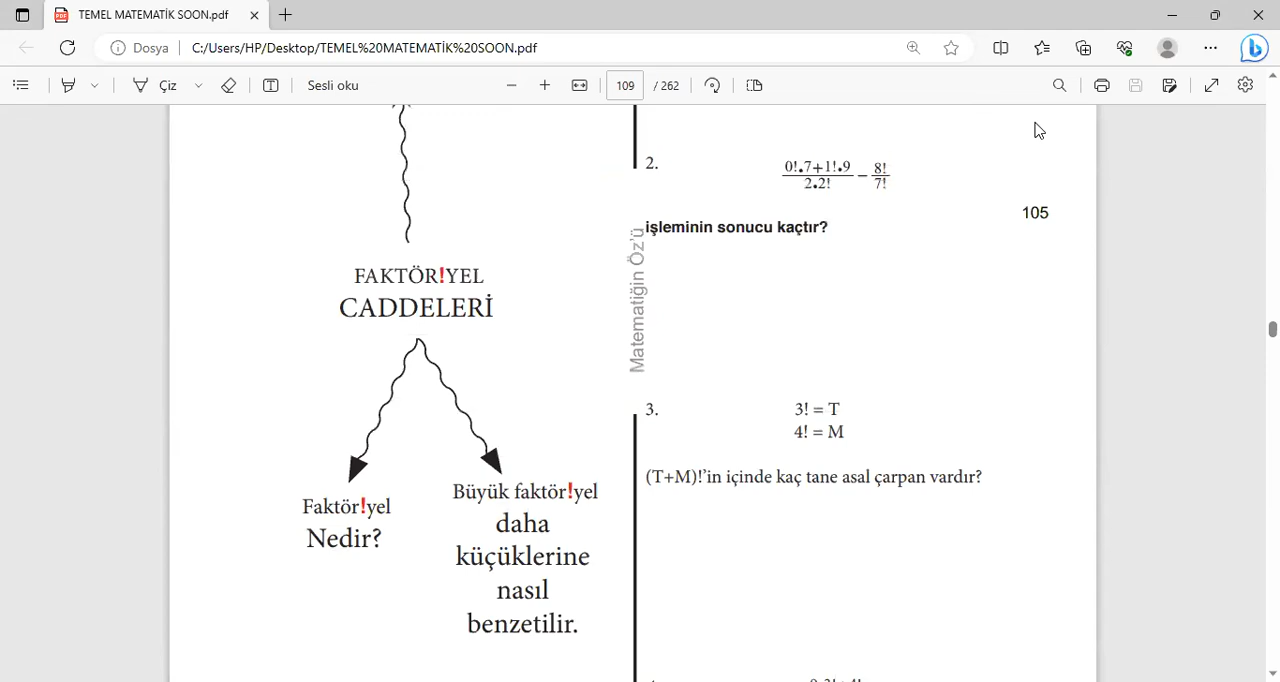 TEMEL MATEMATİK SOON.pdf
Dosya
C:/Users/HP/Desktop/TEMEL%20MATEMATİK%20SOON.pdf
Çiz
Sesli oku
109 / 262
FAKTÖR!YEL
CADDELERİ
Faktör!yel
Nedir?
Büyük faktör!yel
daha
küçüklerine
nasıl
benzetilir.
Matematiğin Öz'ü
2.
0!.7+1!.9 / 2.2! − 8! / 7!
105
işleminin sonucu kaçtır?
3.
3! = T
4! = M
(T+M)!'in içinde kaç tane asal çarpan vardır?